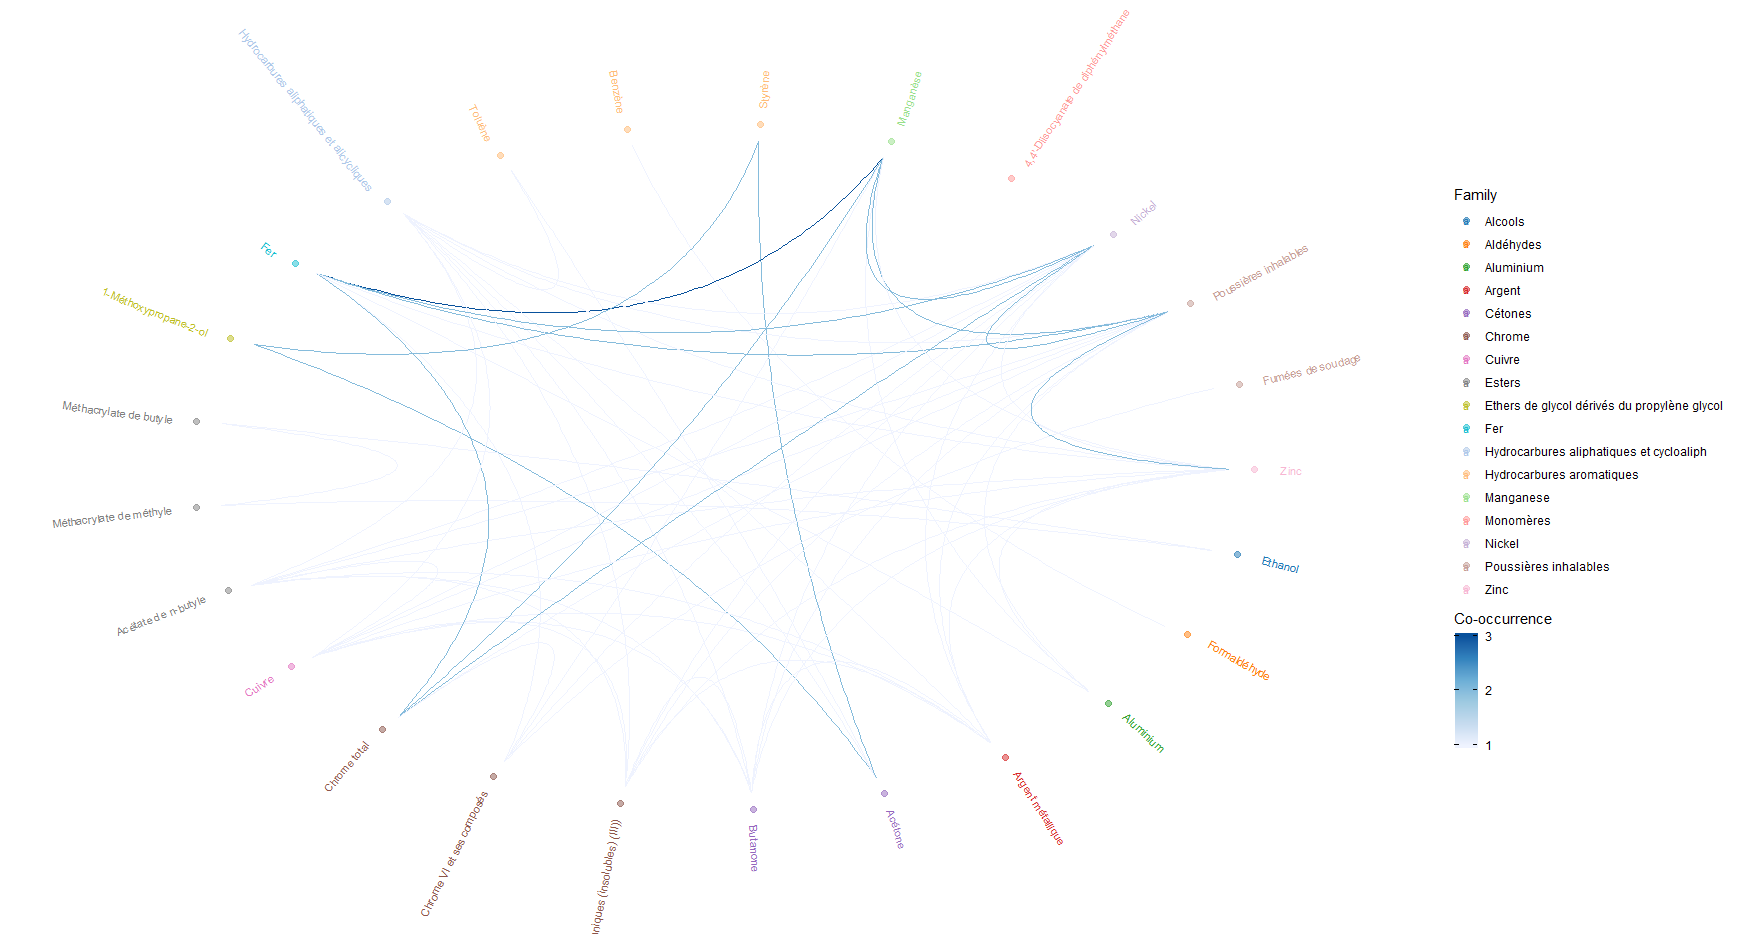 Hydrocarbures aliphatiques et alicycliques
Toluène
Benzène
Styrène
Manganèse
4,4'-Diisocyanate de diphénylméthane
Nickel
Poussières inhalables
Fumées de soudage
Zinc
Ethanol
Formaldéhyde
Aluminium
Argent métallique
Acétone
Butanone
niques (insolubles) (III))
Chrome VI et ses composés
Chrome total
Cuivre
Acétate de n-butyle
Méthacrylate de méthyle
Méthacrylate de butyle
1-Méthoxypropane-2-ol
Fer
Family
Alcools
Aldéhydes
Aluminium
Argent
Cétones
Chrome
Cuivre
Esters
Ethers de glycol dérivés du propylène glycol
Fer
Hydrocarbures aliphatiques et cycloaliph
Hydrocarbures aromatiques
Manganese
Monomères
Nickel
Poussières inhalables
Zinc
Co-occurrence
3
2
1